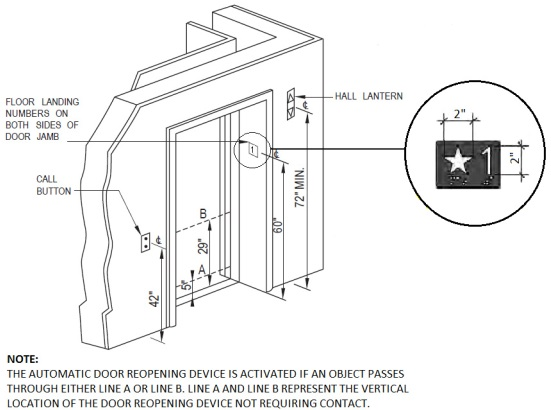 FLOOR LANDING
NUMBERS ON
BOTH SIDES OF
DOOR JAMB
HALL LANTERN
℄
2"
1
2"
1
℄
CALL
BUTTON
72" MIN.
B
℄
60"
29"
A
5"
42"
NOTE:
THE AUTOMATIC DOOR REOPENING DEVICE IS ACTIVATED IF AN OBJECT PASSES
THROUGH EITHER LINE A OR LINE B. LINE A AND LINE B REPRESENT THE VERTICAL
LOCATION OF THE DOOR REOPENING DEVICE NOT REQUIRING CONTACT.